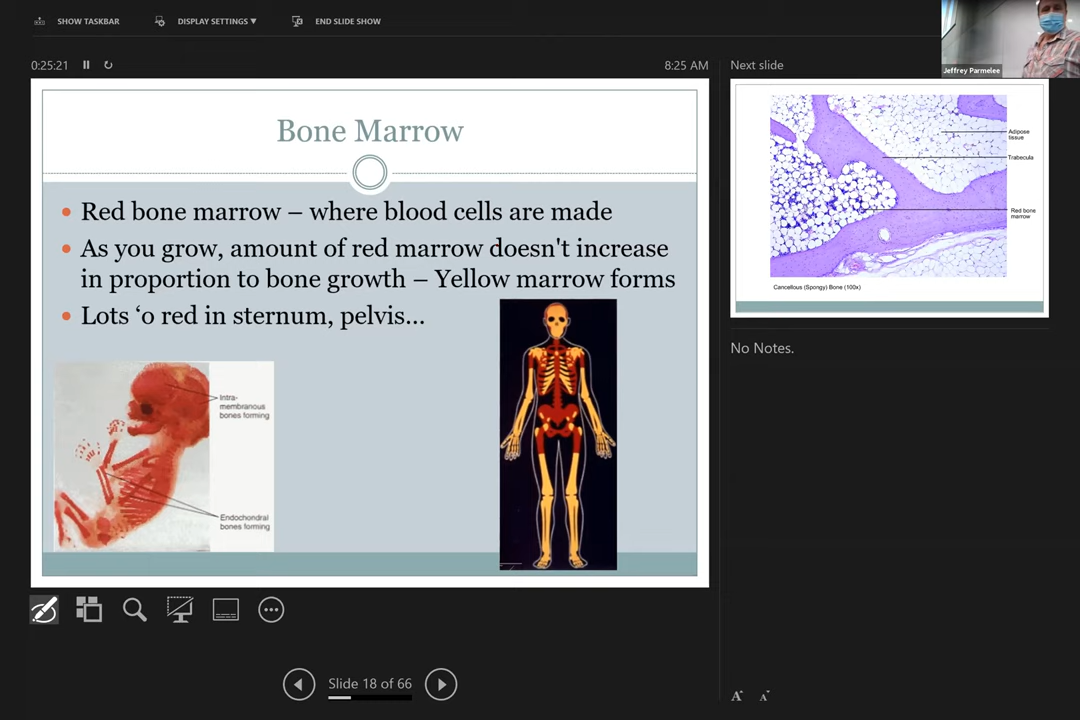 SHOW TASKBAR
DISPLAY SETTINGS ▼
END SLIDE SHOW
Jeffrey Parmelee
0:25:21
8:25 AM
Bone Marrow
• Red bone marrow – where blood cells are made
• As you grow, amount of red marrow doesn't increase
in proportion to bone growth – Yellow marrow forms
• Lots ‘o red in sternum, pelvis…
Intra-
membranous
bones forming
Endochondral
bones forming
Slide 18 of 66
Next slide
Adipose
tissue
Trabecula
Red bone
marrow
Cancellous (Spongy) Bone (100x)
No Notes.
A A